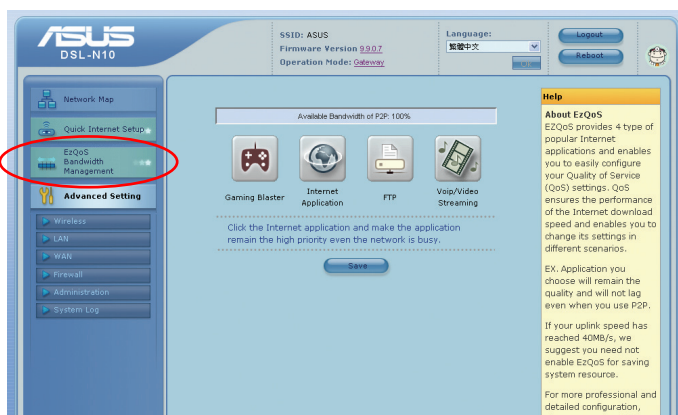 ASUS
DSL-N10
SSID: ASUS
Firmware Version 9.9.0.7
Operation Mode: Gateway
Language:
繁體中文
Logout
Reboot
Network Map
Quick Internet Setup
EzQoS
Bandwidth
Management
Advanced Setting
Wireless
LAN
WAN
Firewall
Administration
System Log
Available Bandwidth of P2P: 100%
Gaming Blaster
Internet
Application
FTP
Voip/Video
Streaming
Click the Internet application and make the application
remain the high priority even the network is busy.
Save
Help
About EzQoS
EZQoS provides 4 type of
popular Internet
applications and enables
you to easily configure
your Quality of Service
(QoS) settings. QoS
ensures the performance
of the Internet download
speed and enables you to
change its settings in
different scenarios.
EX. Application you
choose will remain the
quality and will not lag
even when you use P2P.
If your uplink speed has
reached 40MB/s, we
suggest you need not
enable EzQoS for saving
system resource.
For more professional and
detailed configuration,